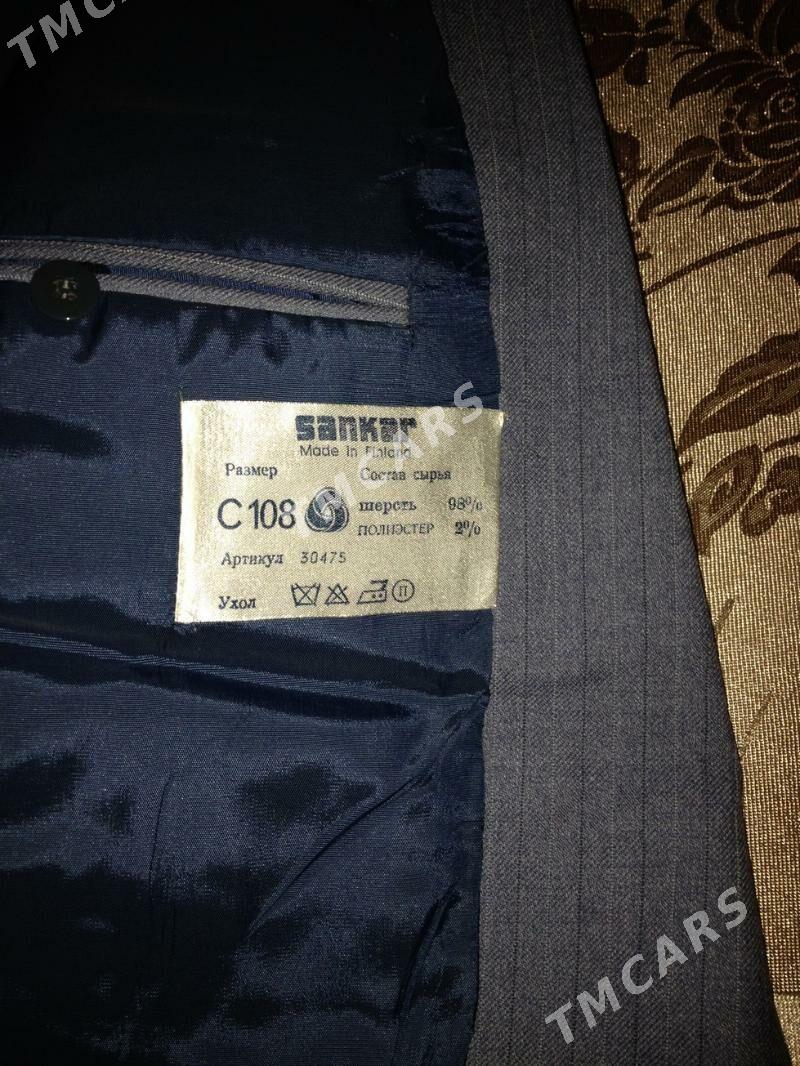 TMCARS
sankar
Made in Finland
Размер
Состав сырья
C 108
шерсть 98%
ПОЛИЭСТЕР 2%
Артикул 30475
Уход
П
TMCARS
TMCARS